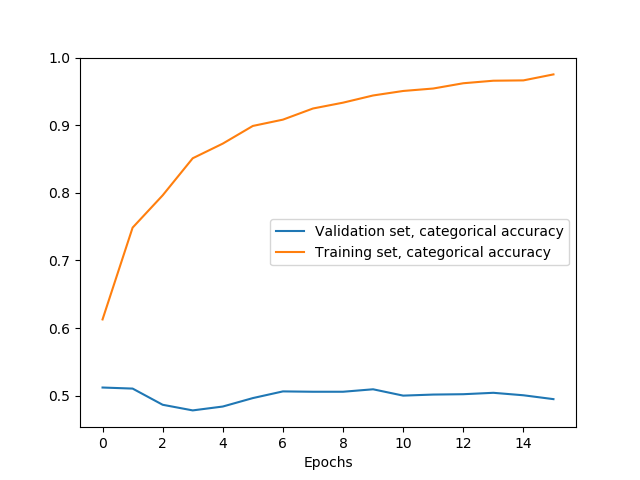 1.0
0.9
0.8
0.7
0.6
0.5
Validation set, categorical accuracy
Training set, categorical accuracy
0 2 4 6 8 10 12 14
Epochs